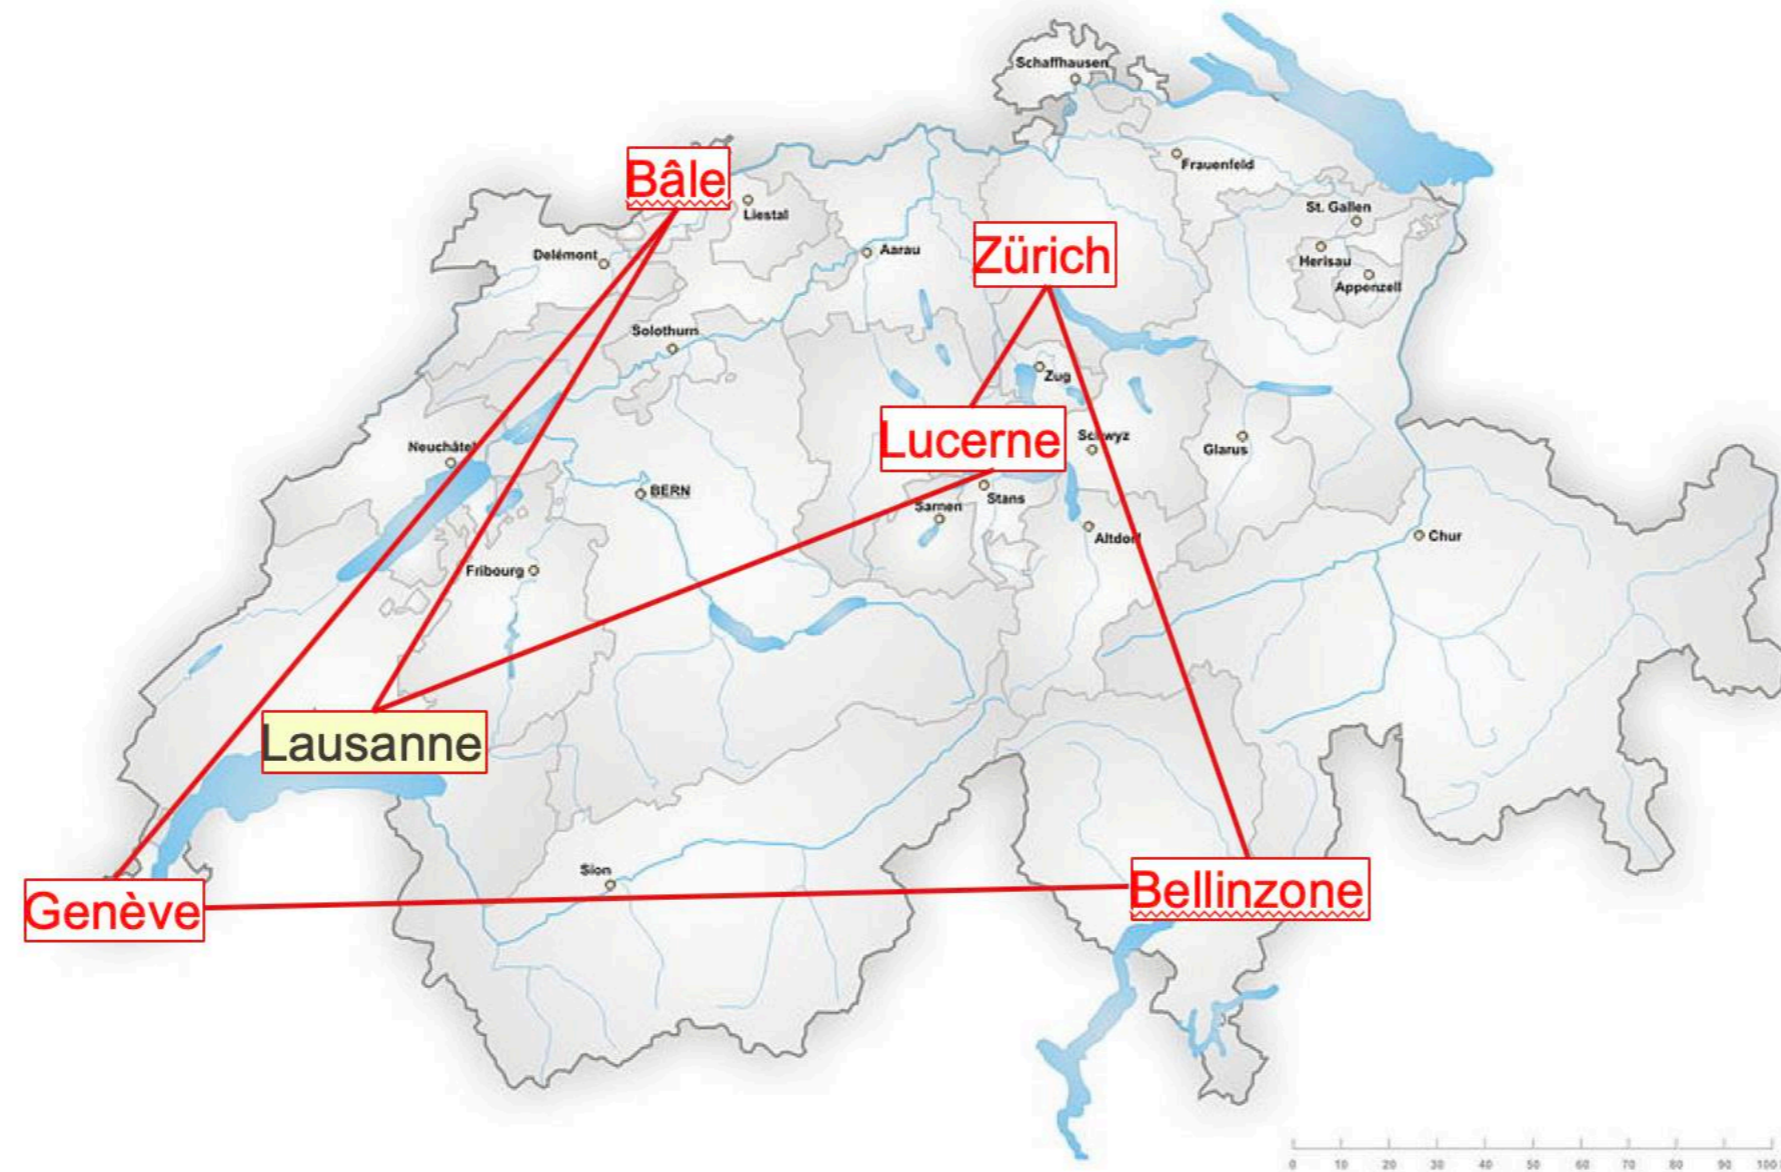 Schaffhausen
Bâle
Frauenfeld
Liestal
St. Gallen
Zürich
Aarau
Delémont
Herisau
Appenzell
Solothurn
Zug
Lucerne
Schwyz
Neuchâtel
Glarus
BERN
Stans
Sarnen
Altdorf
Chur
Fribourg
Lausanne
Sion
Bellinzone
Genève
0 10 20 30 40 50 60 70 80 90 100